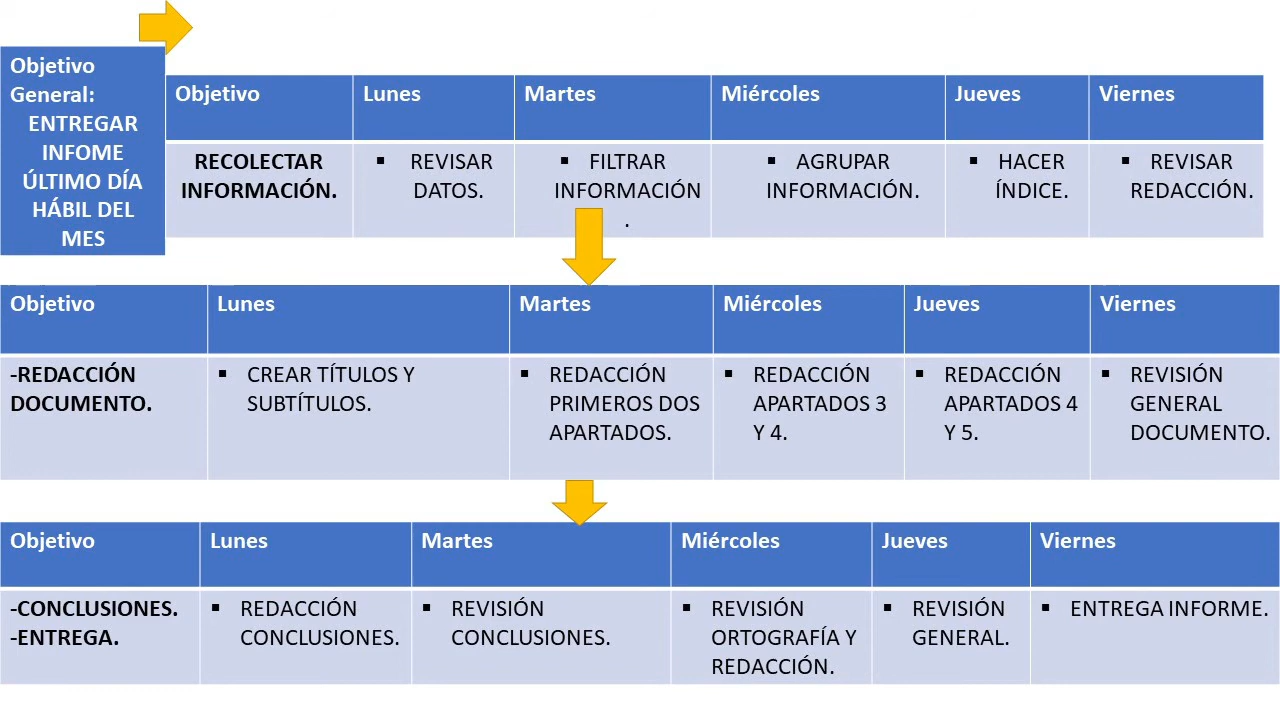 Objetivo
General:
ENTREGAR
INFOME
ÚLTIMO DÍA
HÁBIL DEL
MES
Objetivo Lunes Martes Miércoles Jueves Viernes
RECOLECTAR ▪ REVISAR ▪ FILTRAR ▪ AGRUPAR ▪ HACER ▪ REVISAR
INFORMACIÓN. DATOS. INFORMACIÓN INFORMACIÓN. ÍNDICE. REDACCIÓN.
.
Objetivo Lunes Martes Miércoles Jueves Viernes
-REDACCIÓN ▪ CREAR TÍTULOS Y ▪ REDACCIÓN ▪ REDACCIÓN ▪ REDACCIÓN ▪ REVISIÓN
DOCUMENTO. SUBTÍTULOS. PRIMEROS DOS APARTADOS 3 APARTADOS 4 GENERAL
APARTADOS. Y 4. Y 5. DOCUMENTO.
Objetivo Lunes Martes Miércoles Jueves Viernes
-CONCLUSIONES. ▪ REDACCIÓN ▪ REVISIÓN ▪ REVISIÓN ▪ REVISIÓN ▪ ENTREGA INFORME.
-ENTREGA. CONCLUSIONES. CONCLUSIONES. ORTOGRAFÍA Y GENERAL.
REDACCIÓN.